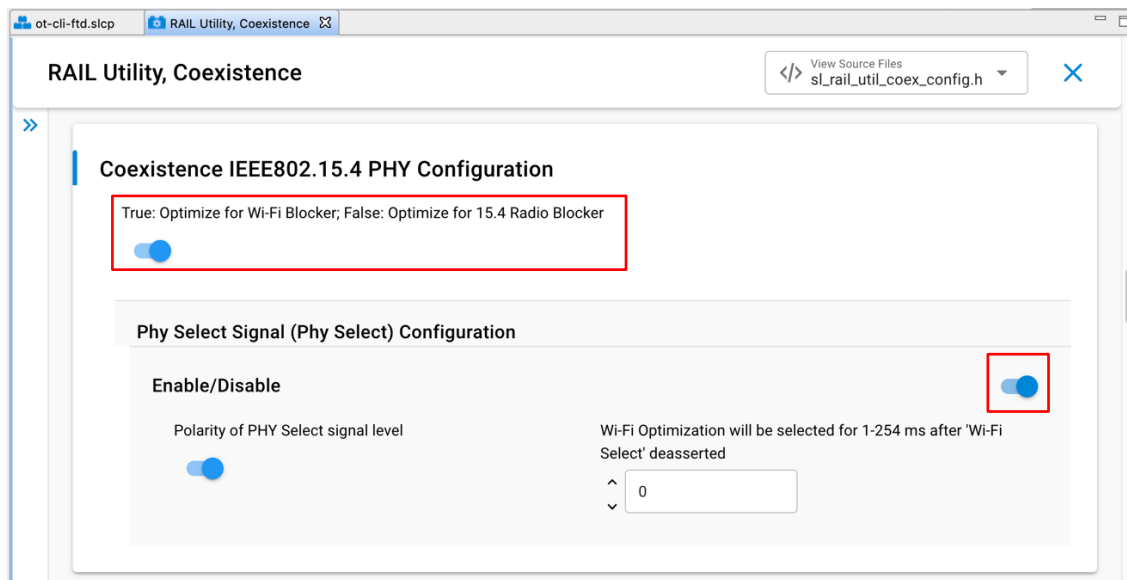 ot-cli-ftd.slcp
RAIL Utility, Coexistence
RAIL Utility, Coexistence
View Source Files
sl_rail_util_coex_config.h
Coexistence IEEE802.15.4 PHY Configuration
True: Optimize for Wi-Fi Blocker; False: Optimize for 15.4 Radio Blocker
Phy Select Signal (Phy Select) Configuration
Enable/Disable
Polarity of PHY Select signal level
Wi-Fi Optimization will be selected for 1-254 ms after 'Wi-Fi
Select' deasserted
0